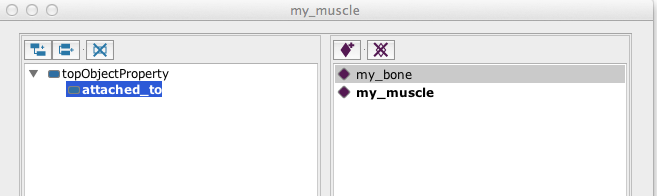 my_muscle
topObjectProperty
attached_to
my_bone
my_muscle